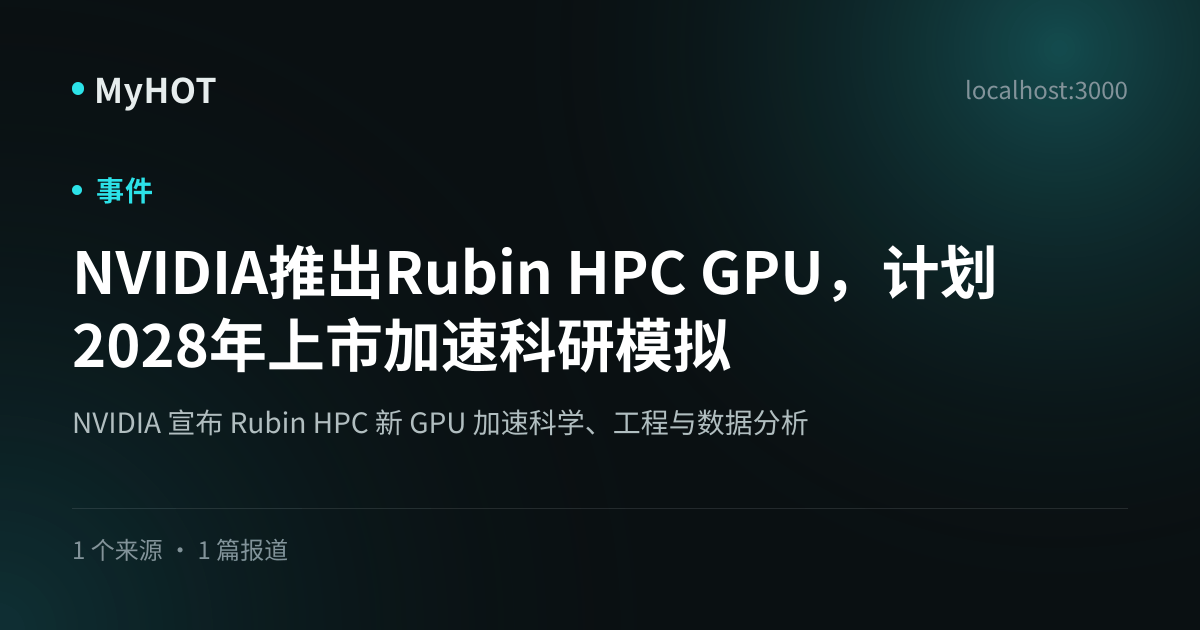 MyHOT
localhost:3000
事件
NVIDIA推出Rubin HPC GPU，计划
2028年上市加速科研模拟
NVIDIA 宣布 Rubin HPC 新 GPU 加速科学、工程与数据分析
1 个来源 · 1 篇报道